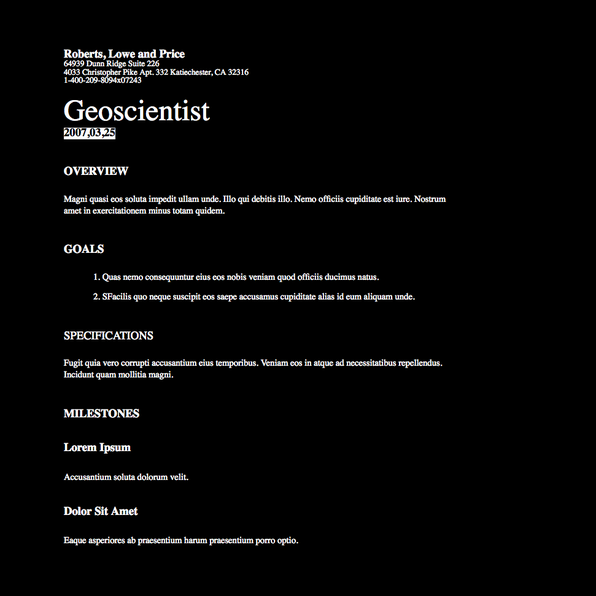 Roberts, Lowe and Price
64939 Dunn Ridge Suite 226
4033 Christopher Pike Apt. 332 Katiechester, CA 32316
1-400-209-8094x07243
Geoscientist
2007,03,25
OVERVIEW
Magni quasi eos soluta impedit ullam unde. Illo qui debitis illo. Nemo officiis cupiditate est iure. Nostrum
amet in exercitationem minus totam quidem.
GOALS
1. Quas nemo consequuntur eius eos nobis veniam quod officiis ducimus natus.
2. SFacilis quo neque suscipit eos saepe accusamus cupiditate alias id eum aliquam unde.
SPECIFICATIONS
Fugit quia vero corrupti accusantium eius temporibus. Veniam eos in atque ad necessitatibus repellendus.
Incidunt quam mollitia magni.
MILESTONES
Lorem Ipsum
Accusantium soluta dolorum velit.
Dolor Sit Amet
Eaque asperiores ab praesentium harum praesentium porro optio.